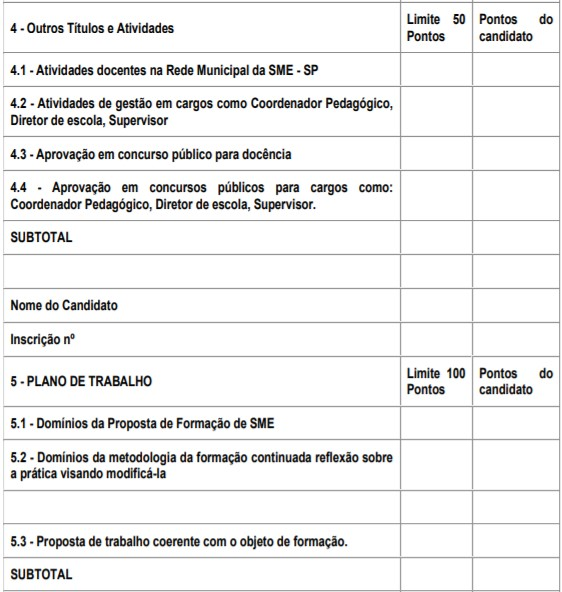 4 - Outros Títulos e Atividades
Limite 50 Pontos do
Pontos candidato
4.1 - Atividades docentes na Rede Municipal da SME - SP
4.2 - Atividades de gestão em cargos como Coordenador Pedagógico,
Diretor de escola, Supervisor
4.3 - Aprovação em concurso público para docência
4.4 - Aprovação em concursos públicos para cargos como:
Coordenador Pedagógico, Diretor de escola, Supervisor.
SUBTOTAL
Nome do Candidato
Inscrição nº
5 - PLANO DE TRABALHO
Limite 100 Pontos do
Pontos candidato
5.1 - Domínios da Proposta de Formação de SME
5.2 - Domínios da metodologia da formação continuada reflexão sobre
a prática visando modificá-la
5.3 - Proposta de trabalho coerente com o objeto de formação.
SUBTOTAL